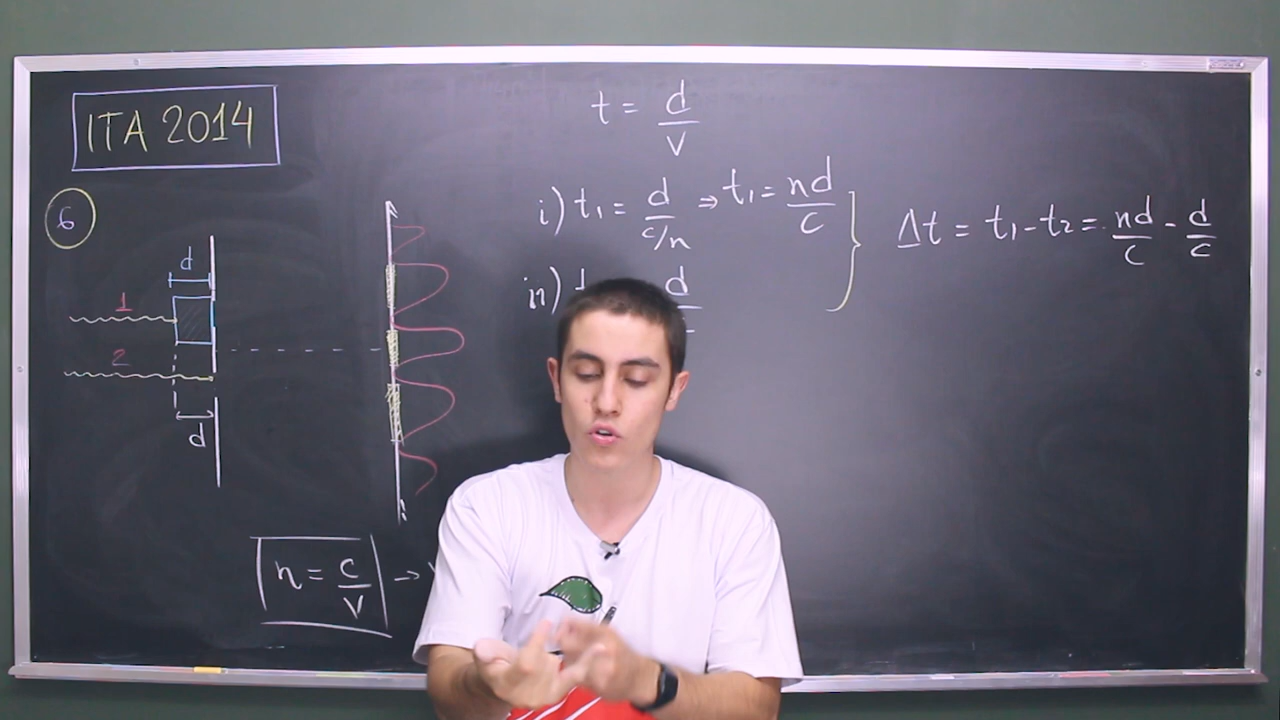 ITA 2014
6
d
1
2
d
n = c/v →
t = d/v
i) t₁ = d/(c/n) ⇒ t₁ = nd/c
ii) d
Δt = t₁ - t₂ = nd/c - d/c